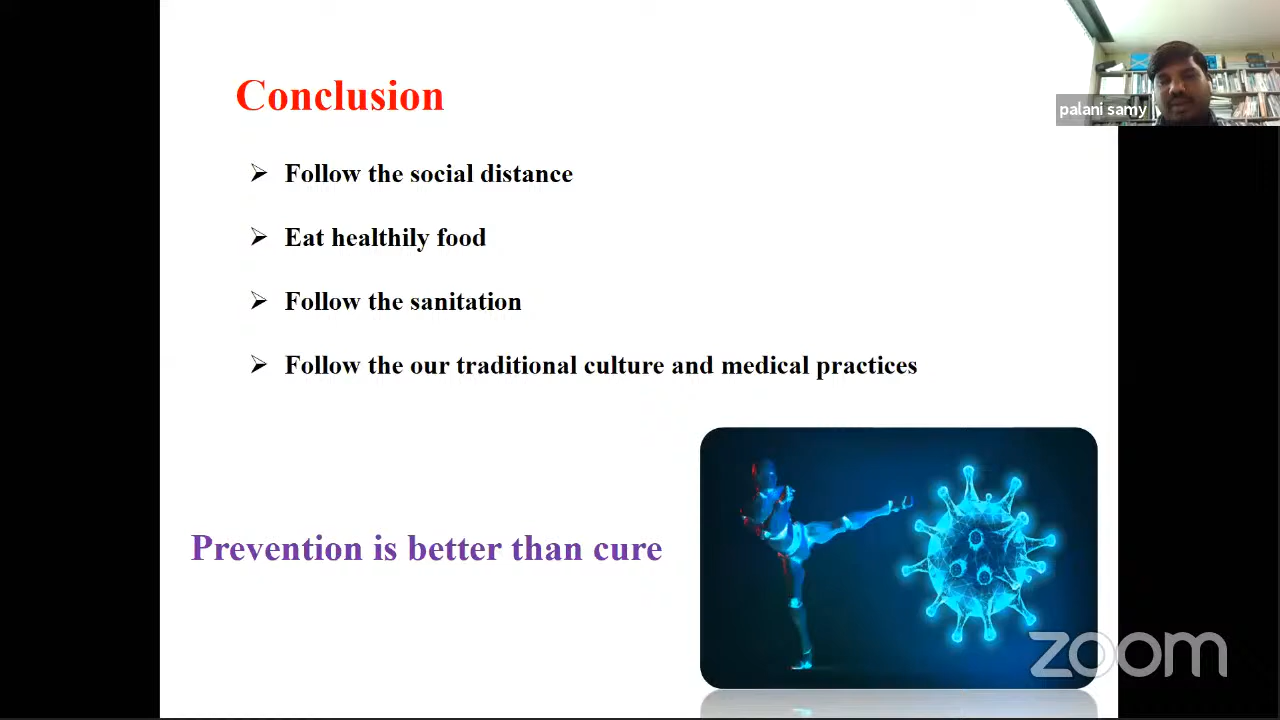 Conclusion
palani samy
➢ Follow the social distance
➢ Eat healthily food
➢ Follow the sanitation
➢ Follow the our traditional culture and medical practices
Prevention is better than cure
zoom